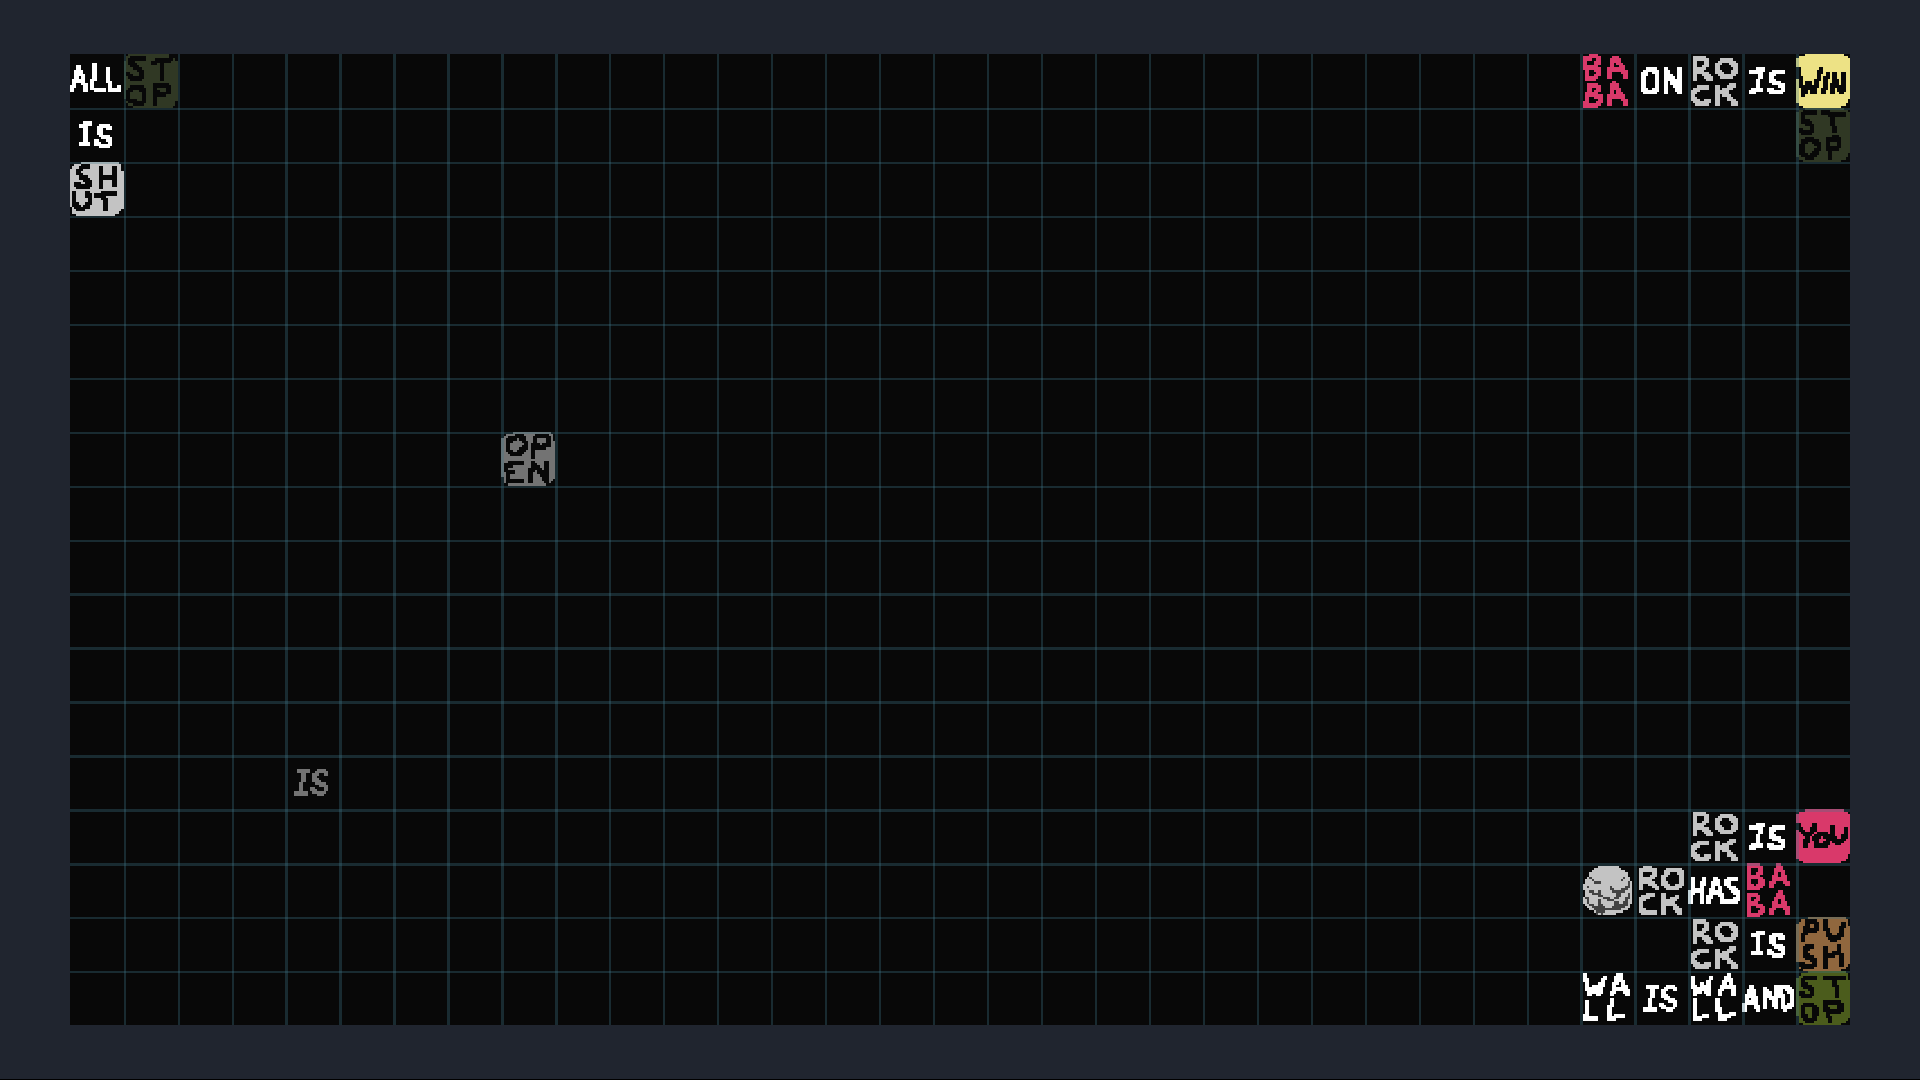 ALL STOP BABA ON ROCK IS WIN
IS STOP
SHUT
OPEN
IS
ROCK IS YOU
ROCK HAS BABA
ROCK IS PUSH
WALL IS WALL AND STOP